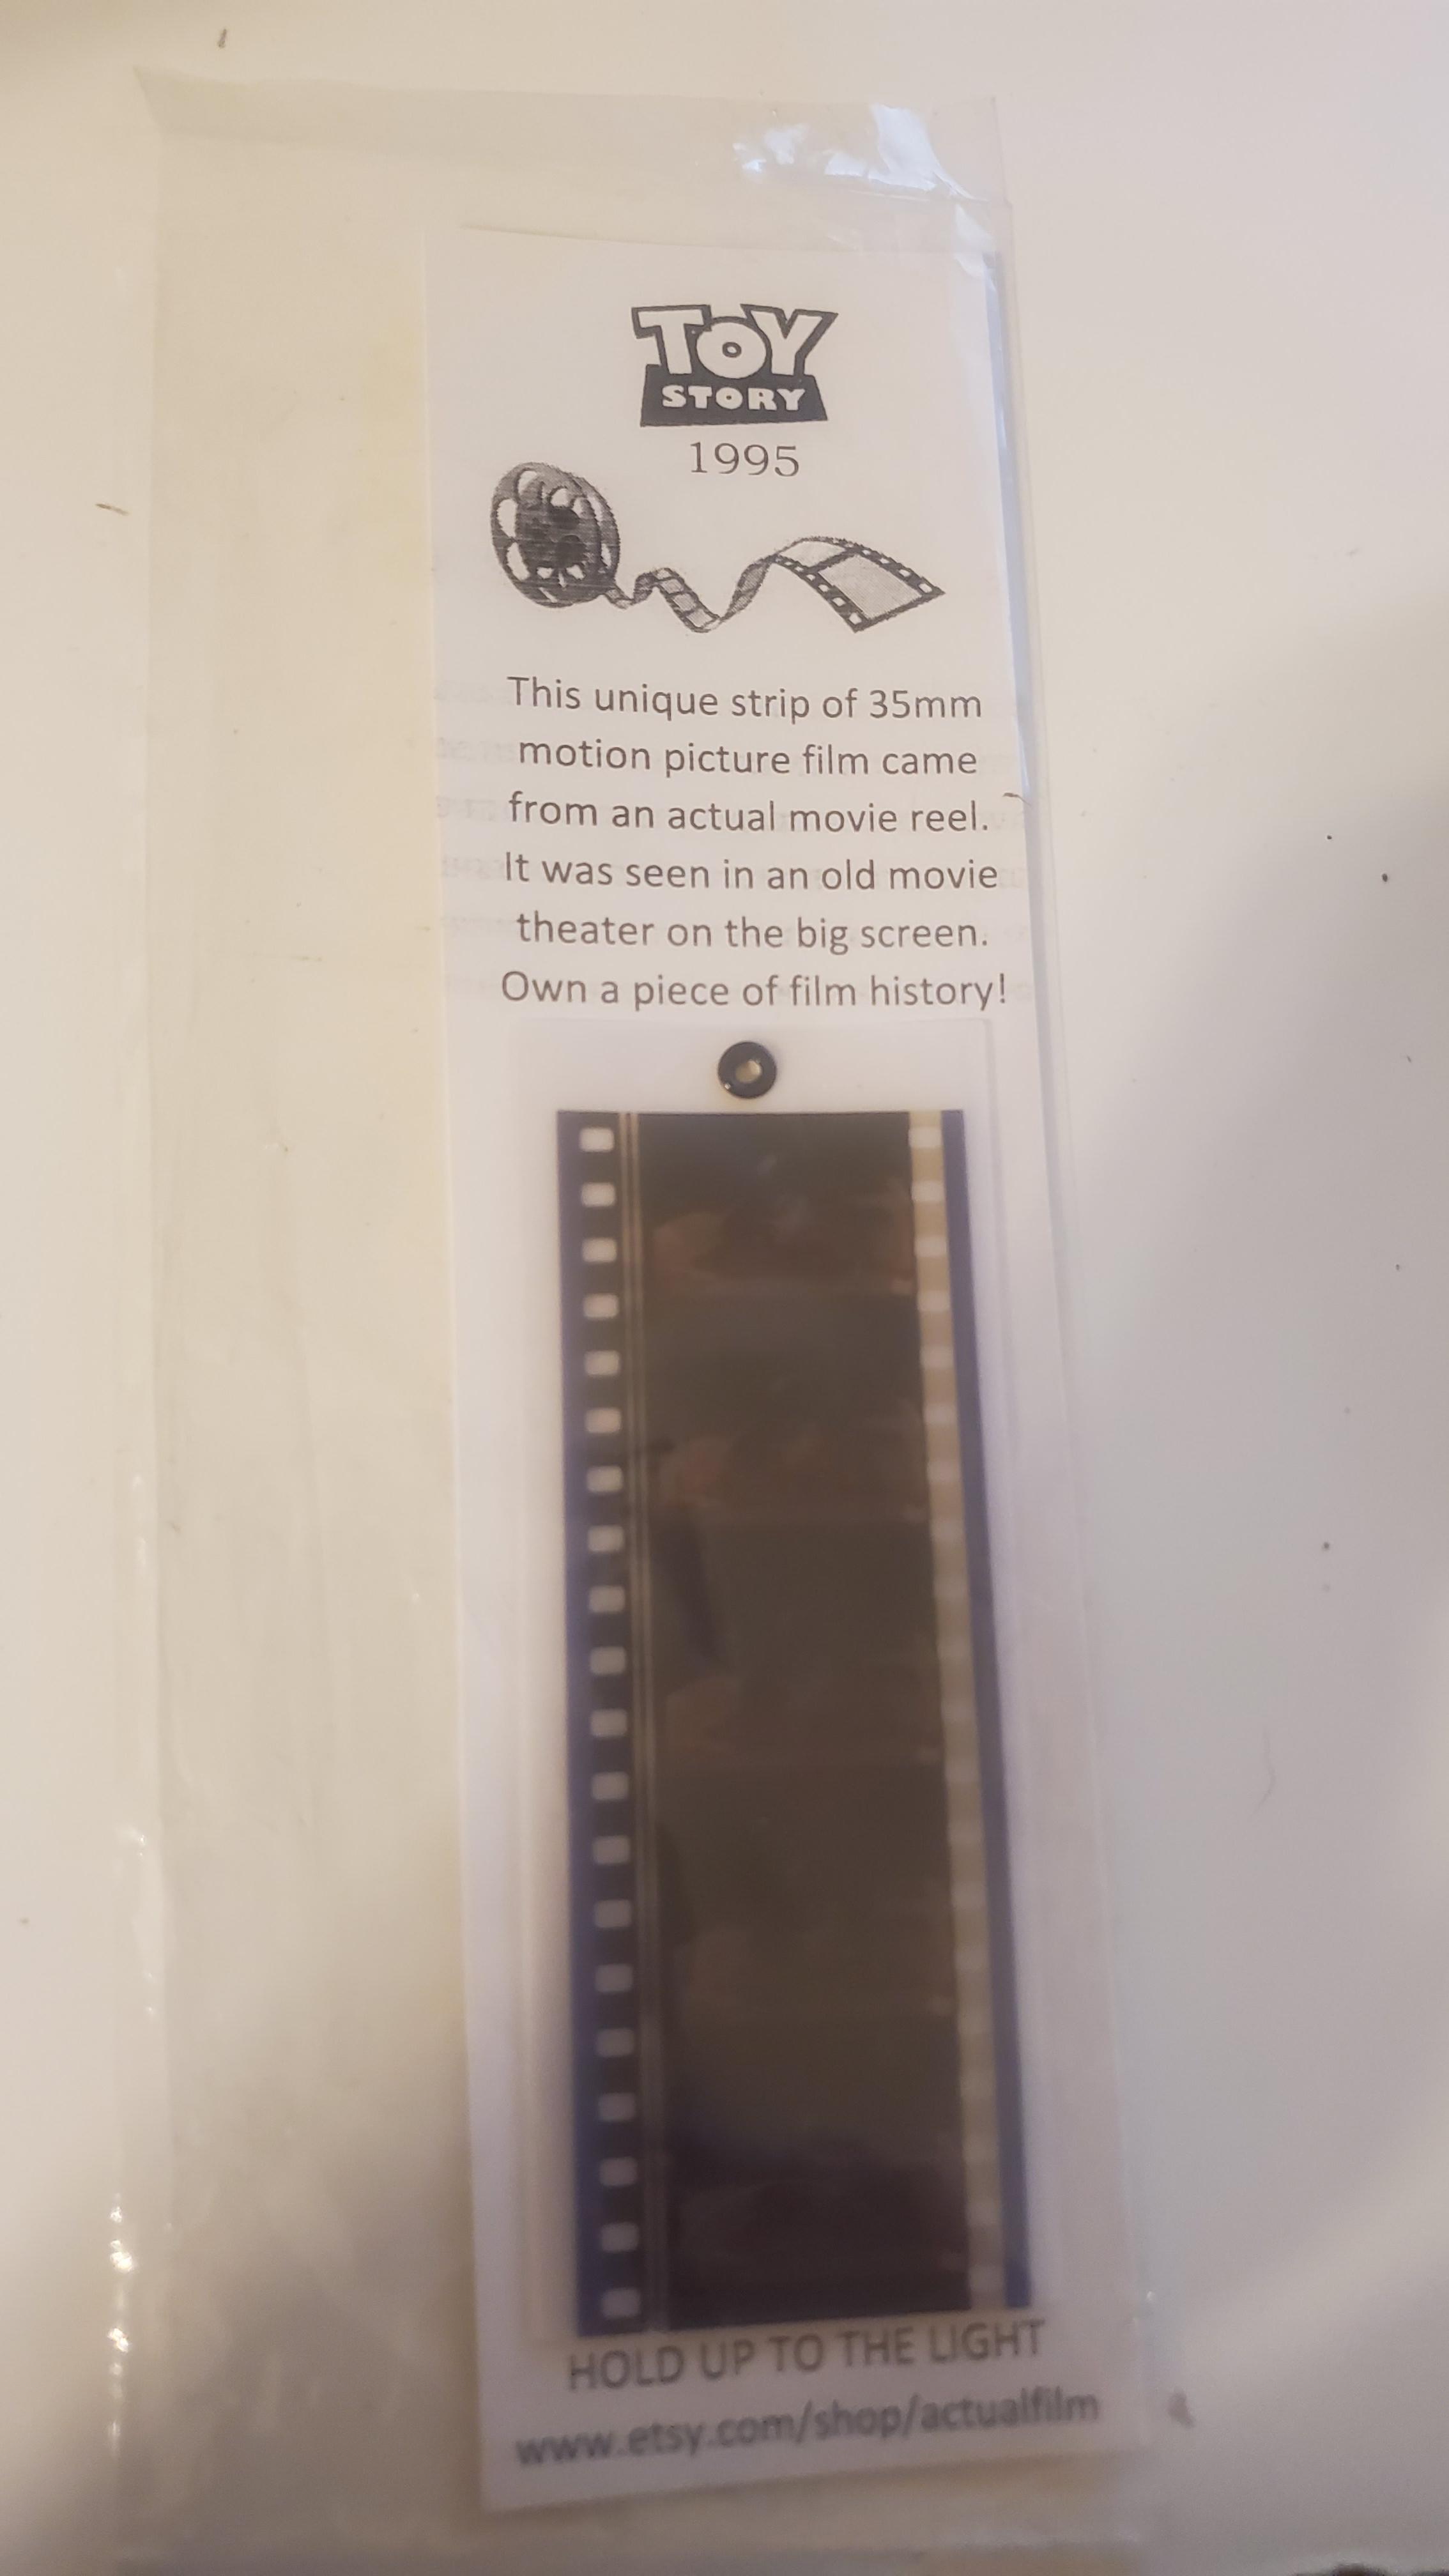 TOY
STORY
1995
This unique strip of 35mm
motion picture film came
from an actual movie reel.
It was seen in an old movie
theater on the big screen.
Own a piece of film history!
HOLD UP TO THE LIGHT
www.etsy.com/shop/actualfilm